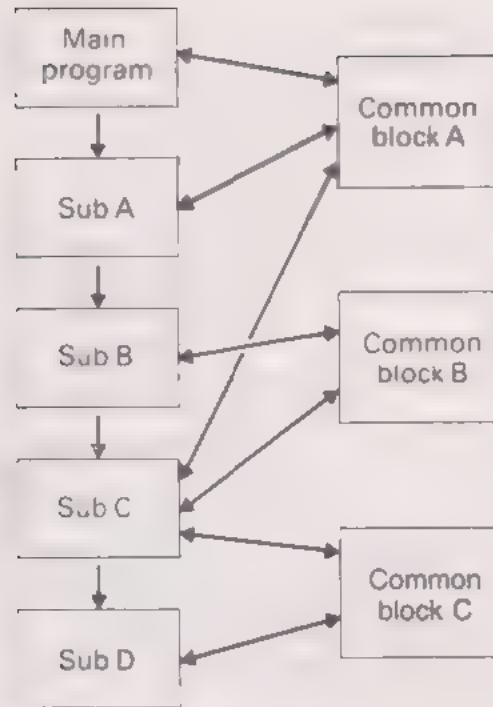 Main
program
Common
block A
Sub A
Sub B
Common
block B
Sub C
Common
block C
Sub D